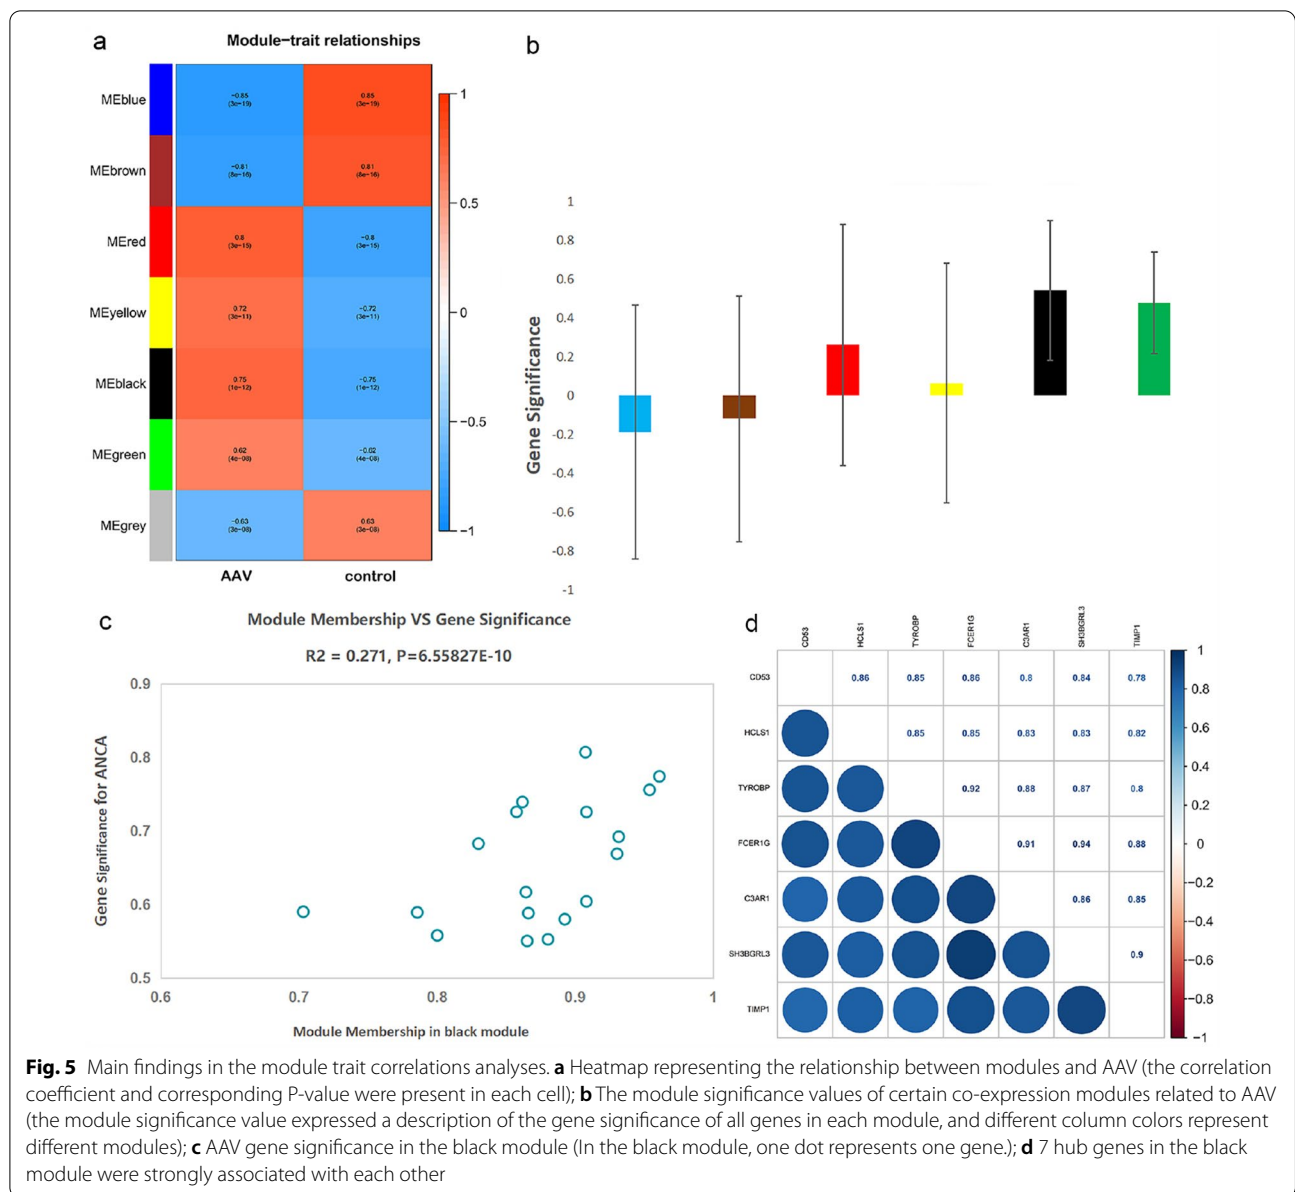 a
Module−trait relationships
MEblue
−0.85
(3e−19)
0.85
(3e−19)
MEbrown
−0.81
(6e−16)
0.81
(6e−16)
MEred
0.8
(3e−15)
−0.8
(3e−15)
MEyellow
0.72
(3e−11)
−0.72
(3e−11)
MEblack
0.75
(1e−12)
−0.75
(1e−12)
MEgreen
0.62
(4e−08)
−0.62
(4e−08)
MEgrey
−0.63
(3e−08)
0.63
(3e−08)
AAV control
1
0.5
0
−0.5
−1
b
Gene Significance
1
0.8
0.6
0.4
0.2
0
-0.2
-0.4
-0.6
-0.8
-1
c
Module Membership VS Gene Significance
R2 = 0.271, P=6.55827E-10
Gene Significance for ANCA
0.9
0.8
0.7
0.6
0.5
0.6 0.7 0.8 0.9 1
Module Membership in black module
d
CD53 HCLS1 TYROBP FCER1G C3AR1 SH3BGRL3 TIMP1
CD53 0.86 0.85 0.86 0.8 0.84 0.78
HCLS1 0.85 0.85 0.83 0.83 0.82
TYROBP 0.92 0.88 0.87 0.8
FCER1G 0.91 0.94 0.88
C3AR1 0.86 0.85
SH3BGRL3 0.9
TIMP1
1
0.8
0.6
0.4
0.2
0
−0.2
−0.4
−0.6
−0.8
−1
Fig. 5 Main findings in the module trait correlations analyses. a Heatmap representing the relationship between modules and AAV (the correlation
coefficient and corresponding P-value were present in each cell); b The module significance values of certain co-expression modules related to AAV
(the module significance value expressed a description of the gene significance of all genes in each module, and different column colors represent
different modules); c AAV gene significance in the black module (In the black module, one dot represents one gene.); d 7 hub genes in the black
module were strongly associated with each other